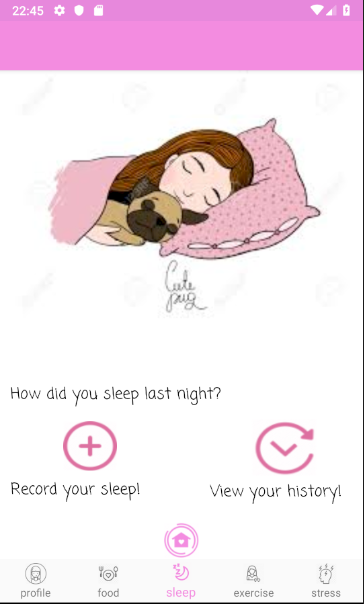 22:45
Cute
pug
How did you sleep last night?
Record your sleep!
View your history!
profile
food
sleep
exercise
stress